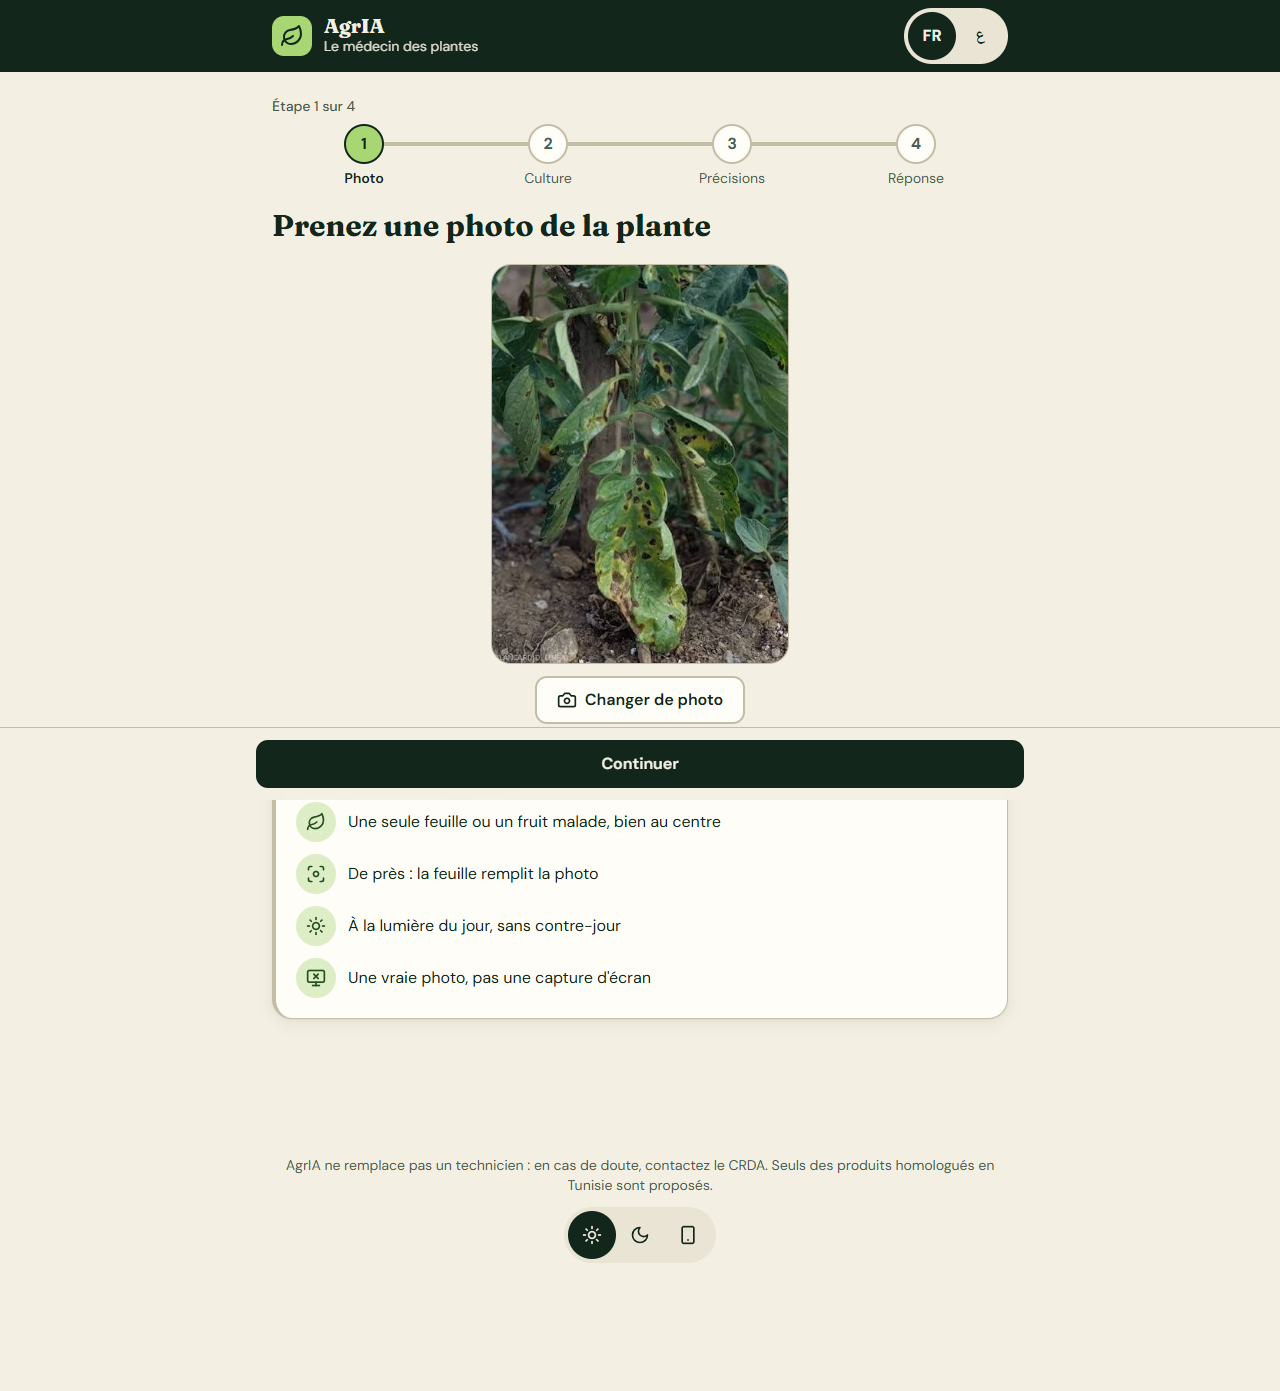 AgrIA
Le médecin des plantes
FR
ع
Étape 1 sur 4
1
2
3
4
Photo
Culture
Précisions
Réponse
Prenez une photo de la plante
Changer de photo
Continuer
Une seule feuille ou un fruit malade, bien au centre
De près : la feuille remplit la photo
À la lumière du jour, sans contre-jour
Une vraie photo, pas une capture d'écran
AgrIA ne remplace pas un technicien : en cas de doute, contactez le CRDA. Seuls des produits homologués en
Tunisie sont proposés.